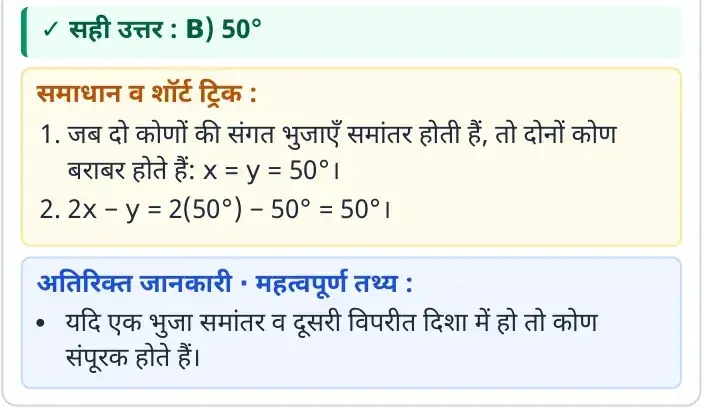 ✓ सही उत्तर : B) 50°
समाधान व शॉर्ट ट्रिक :
1. जब दो कोणों की संगत भुजाएँ समांतर होती हैं, तो दोनों कोण
बराबर होते हैं: x = y = 50°।
2. 2x − y = 2(50°) − 50° = 50°।
अतिरिक्त जानकारी · महत्वपूर्ण तथ्य :
• यदि एक भुजा समांतर व दूसरी विपरीत दिशा में हो तो कोण
संपूरक होते हैं।